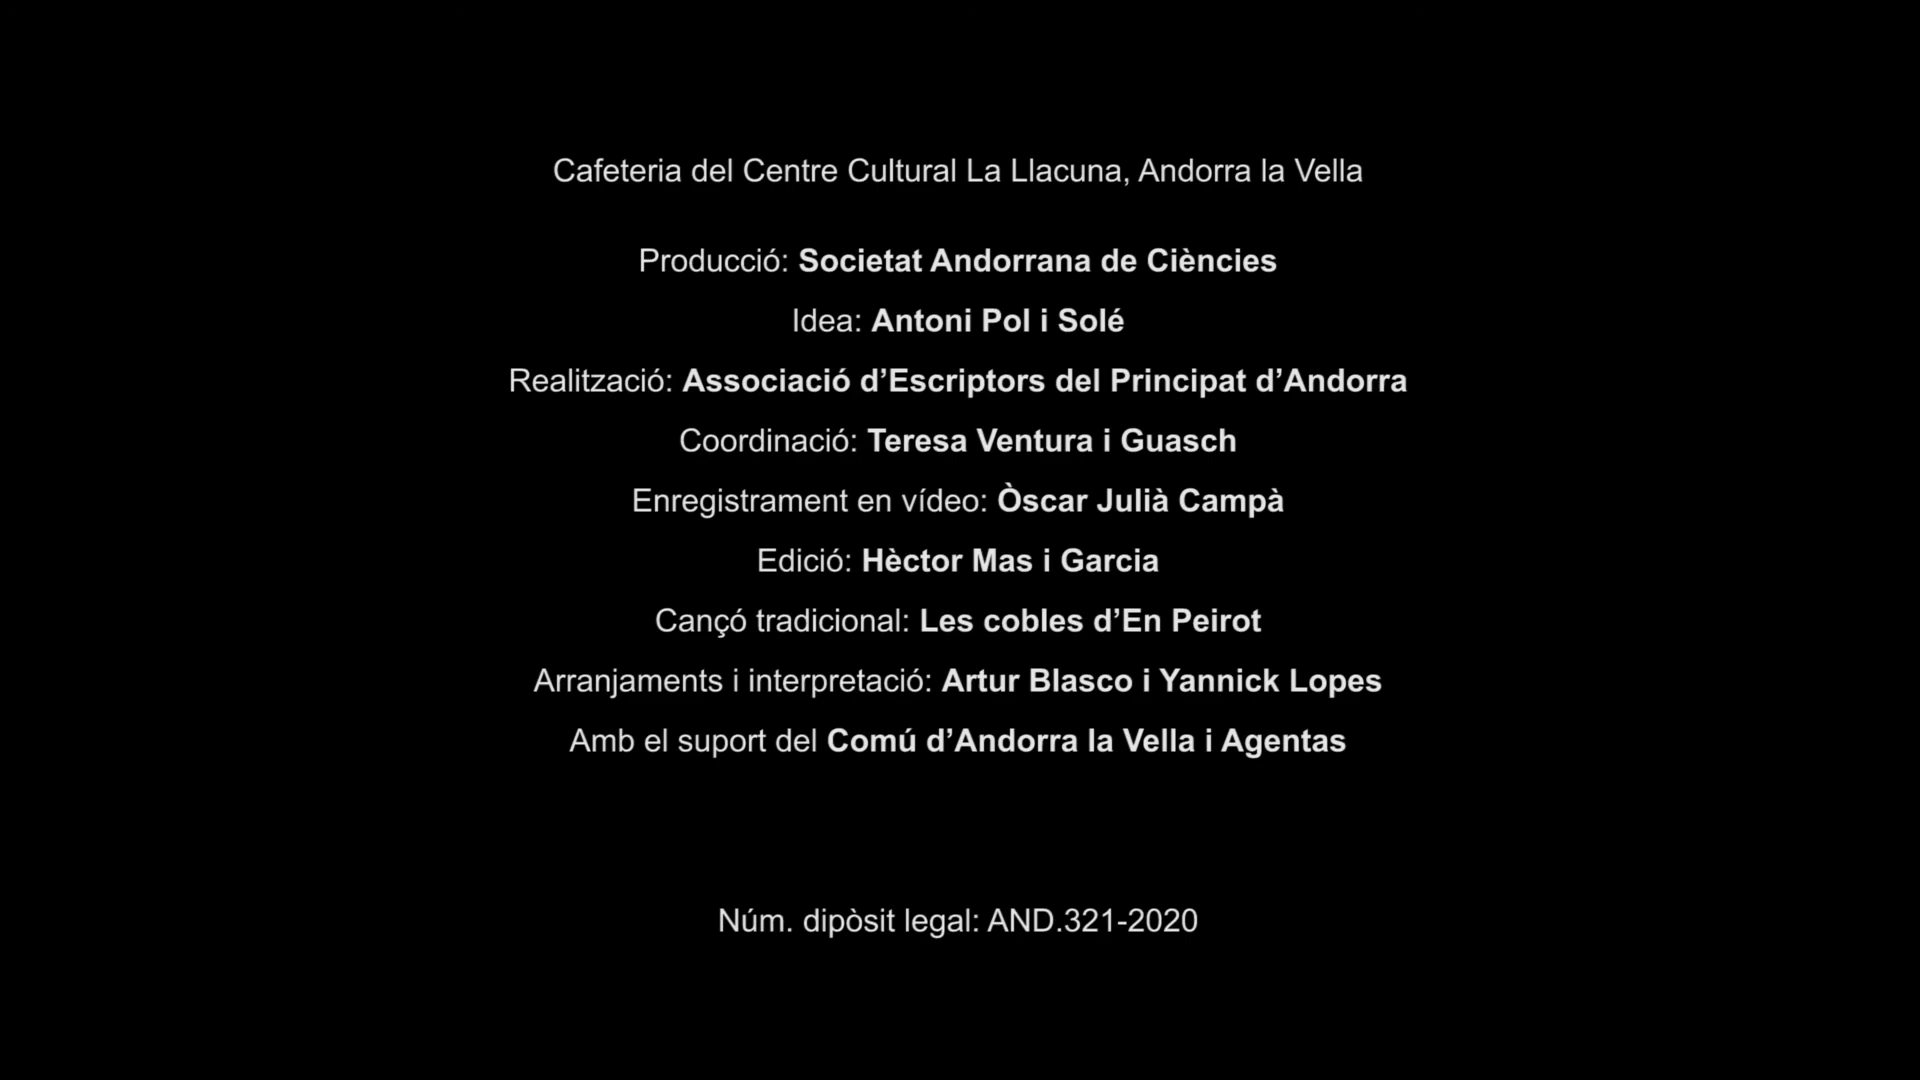 Cafeteria del Centre Cultural La Llacuna, Andorra la Vella
Producció: Societat Andorrana de Ciències
Idea: Antoni Pol i Solé
Realització: Associació d’Escriptors del Principat d’Andorra
Coordinació: Teresa Ventura i Guasch
Enregistrament en vídeo: Òscar Julià Campà
Edició: Hèctor Mas i Garcia
Cançó tradicional: Les cobles d’En Peirot
Arranjaments i interpretació: Artur Blasco i Yannick Lopes
Amb el suport del Comú d’Andorra la Vella i Agentas
Núm. dipòsit legal: AND.321-2020